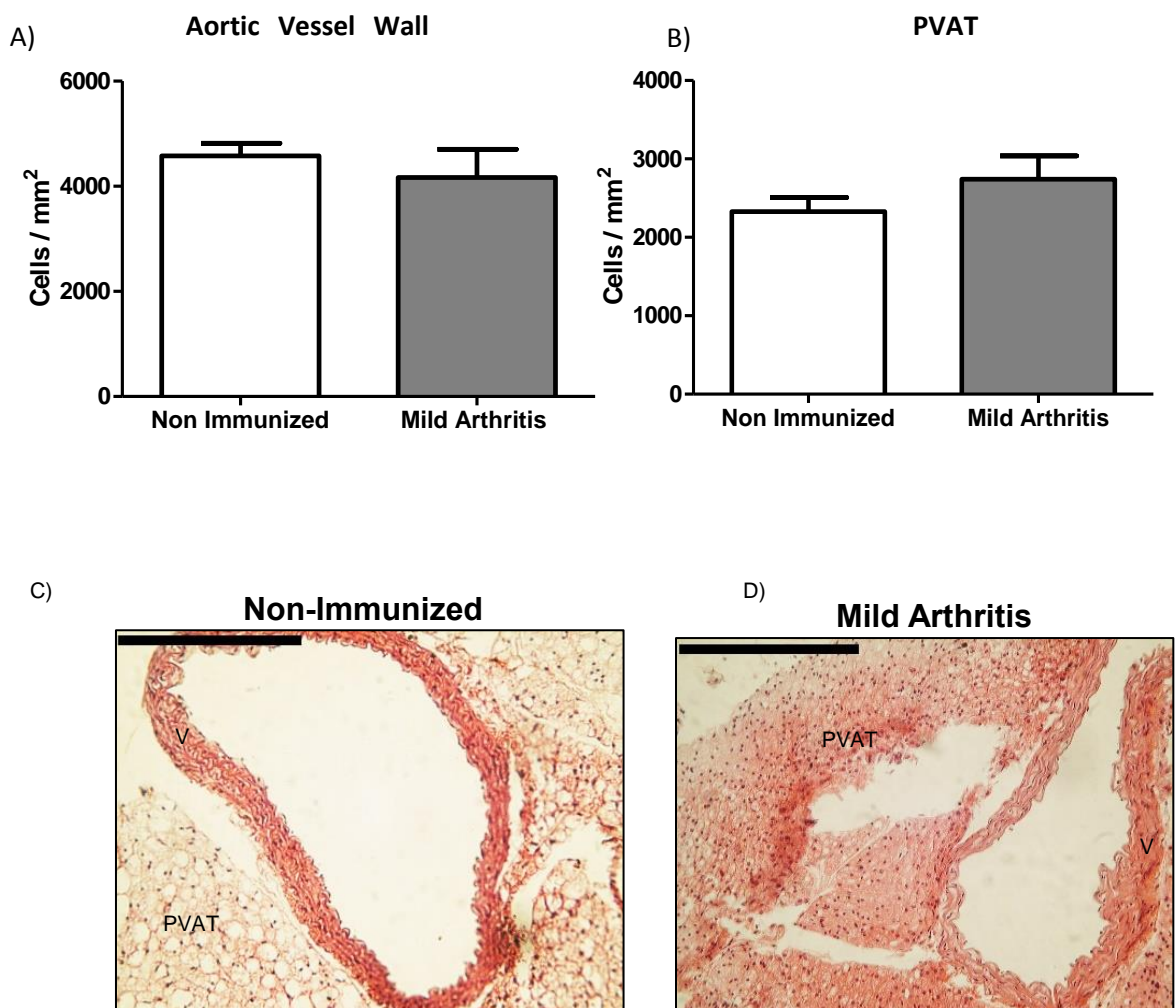 A)
Aortic Vessel Wall
6000
4000
2000
0
Cells / mm²
Non Immunized
Mild Arthritis
B)
PVAT
4000
3000
2000
1000
0
Cells / mm²
Non Immunized
Mild Arthritis
C)
Non-Immunized
V
PVAT
D)
Mild Arthritis
PVAT
V